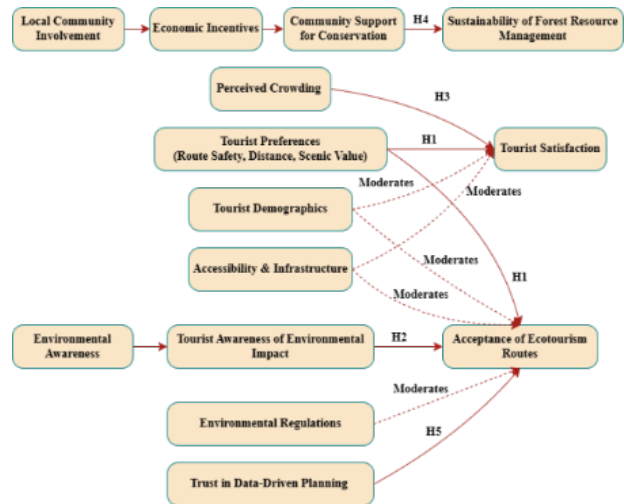 Local Community
Involvement
Economic Incentives
Community Support
for Conservation
H4
Sustainability of Forest Resource
Management
Perceived Crowding
H3
Tourist Preferences
(Route Safety, Distance, Scenic Value)
H1
Tourist Satisfaction
Moderates
Moderates
Tourist Demographics
Accessibility & Infrastructure
Moderates
H1
Moderates
Environmental
Awareness
Tourist Awareness of Environmental
Impact
H2
Acceptance of Ecotourism
Routes
Moderates
Environmental Regulations
H5
Trust in Data-Driven Planning